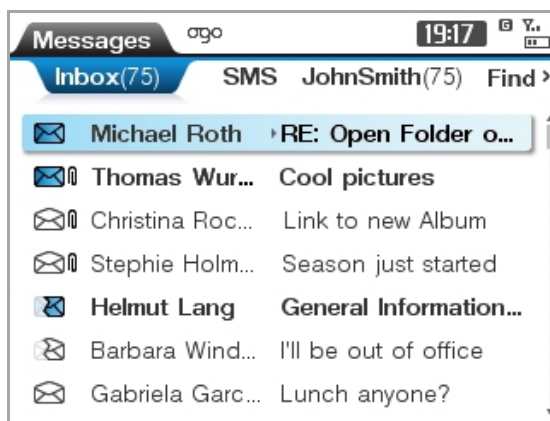 Messages ogo 19:17 G
Inbox(75) SMS JohnSmith(75) Find
Michael Roth RE: Open Folder o...
Thomas Wur... Cool pictures
Christina Roc... Link to new Album
Stephie Holm... Season just started
Helmut Lang General Information...
Barbara Wind... I'll be out of office
Gabriela Garc... Lunch anyone?